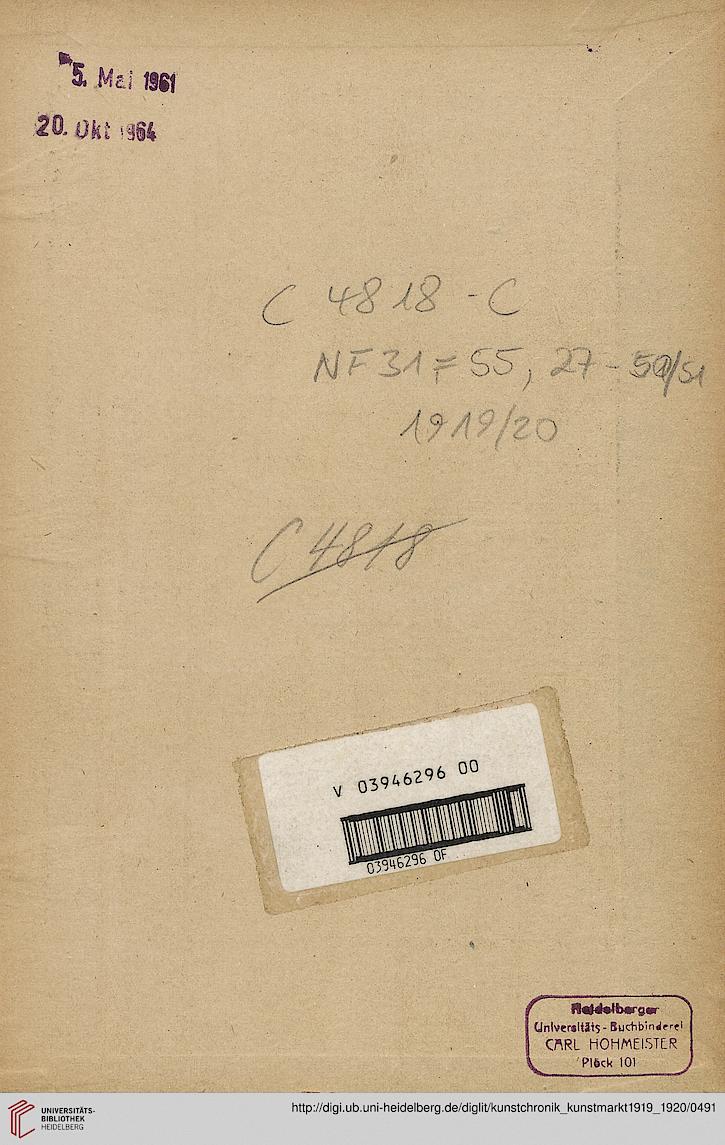 5. Mai 1961
20. Okt 1964
C 4818 - C
NF 31 = 55, 27 - 50/51
1919/20
C 4818
V 03946296 00
03946296 0F
Heidelberger
Universitäts-Buchbinderei
CARL HOHMEISTER
Plöck 101
UNIVERSITÄTS-
BIBLIOTHEK
HEIDELBERG
http://digi.ub.uni-heidelberg.de/diglit/kunstchronik_kunstmarkt1919_1920/0491